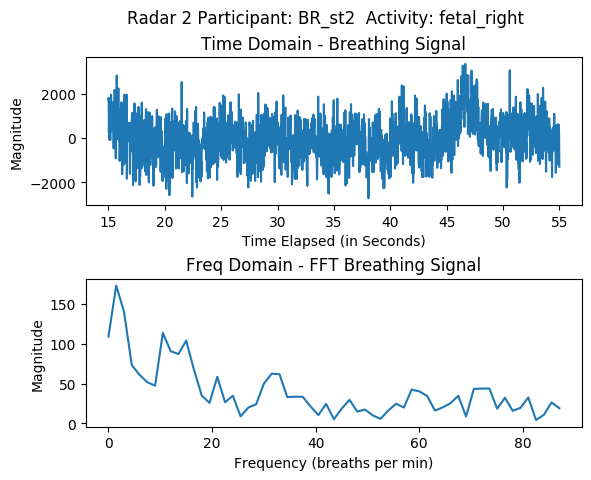 Radar 2 Participant: BR_st2  Activity: fetal_right
Time Domain - Breathing Signal
Magnitude
2000
0
−2000
15 20 25 30 35 40 45 50 55
Time Elapsed (in Seconds)
Freq Domain - FFT Breathing Signal
Magnitude
150
100
50
0
0 20 40 60 80
Frequency (breaths per min)